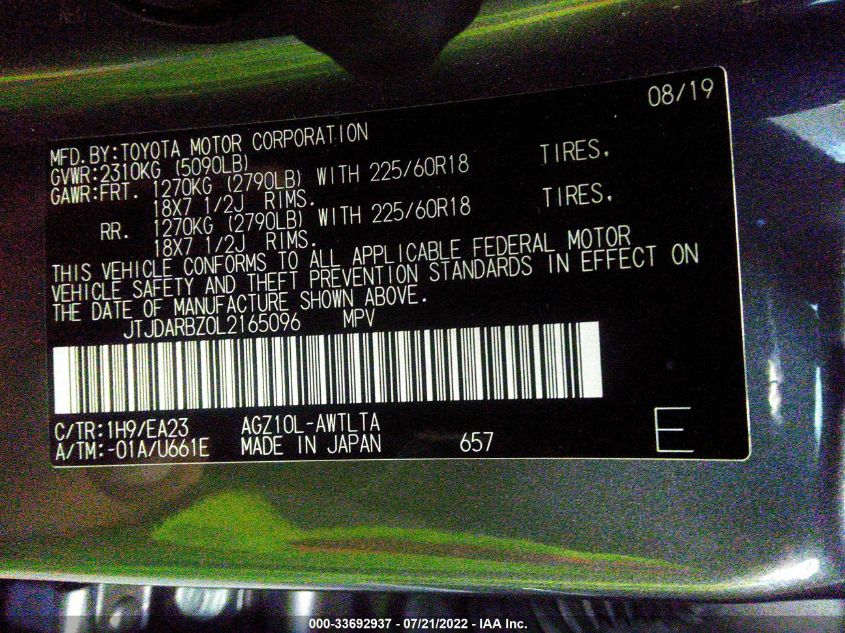 08/19
MFD.BY:TOYOTA MOTOR CORPORATION
GVWR:2310KG (5090LB)
GAWR:FRT. 1270KG (2790LB) WITH 225/60R18 TIRES.
18X7 1/2J RIMS.
RR. 1270KG (2790LB) WITH 225/60R18 TIRES.
18X7 1/2J RIMS.
THIS VEHICLE CONFORMS TO ALL APPLICABLE FEDERAL MOTOR
VEHICLE SAFETY AND THEFT PREVENTION STANDARDS IN EFFECT ON
THE DATE OF MANUFACTURE SHOWN ABOVE.
JTJDARBZ0L2165096 MPV
C/TR:1H9/EA23 AGZ10L-AWTLTA
A/TM:-01A/U661E MADE IN JAPAN 657 E
000-33692937 - 07/21/2022 - IAA Inc.